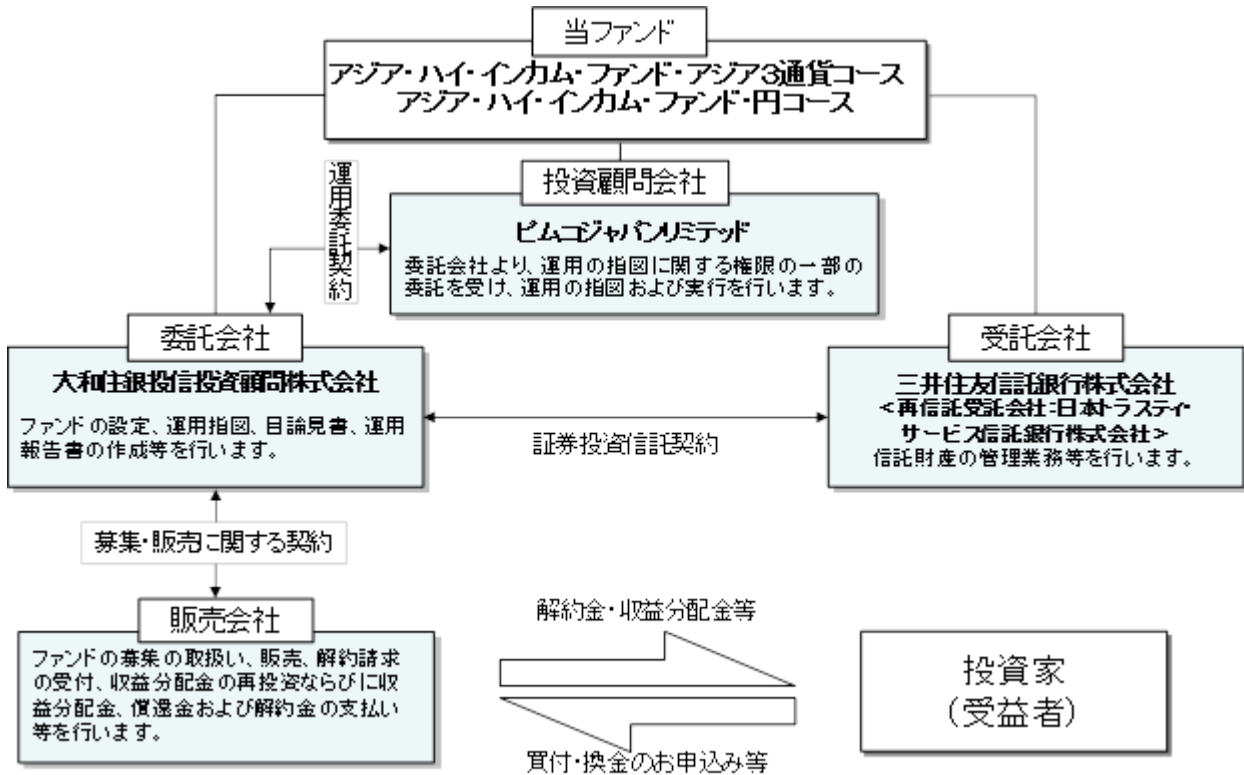 当ファンド
アジア・ハイ・インカム・ファンド・アジア3通貨コース
アジア・ハイ・インカム・ファンド・円コース
運用委託契約
投資顧問会社
ピムコジャパンリミテッド
委託会社より、運用の指図に関する権限の一部の
委託を受け、運用の指図および実行を行います。
委託会社
大和住銀投信投資顧問株式会社
ファンドの設定、運用指図、目論見書、運用
報告書の作成等を行います。
証券投資信託契約
受託会社
三井住友信託銀行株式会社
<再信託受託会社:日本トラスティ・
サービス信託銀行株式会社>
信託財産の管理業務等を行います。
募集・販売に関する契約
販売会社
ファンドの募集の取扱い、販売、解約請求
の受付、収益分配金の再投資ならびに収
益分配金、償還金および解約金の支払い
等を行います。
解約金・収益分配金等
買付・換金のお申込み等
投資家
(受益者)